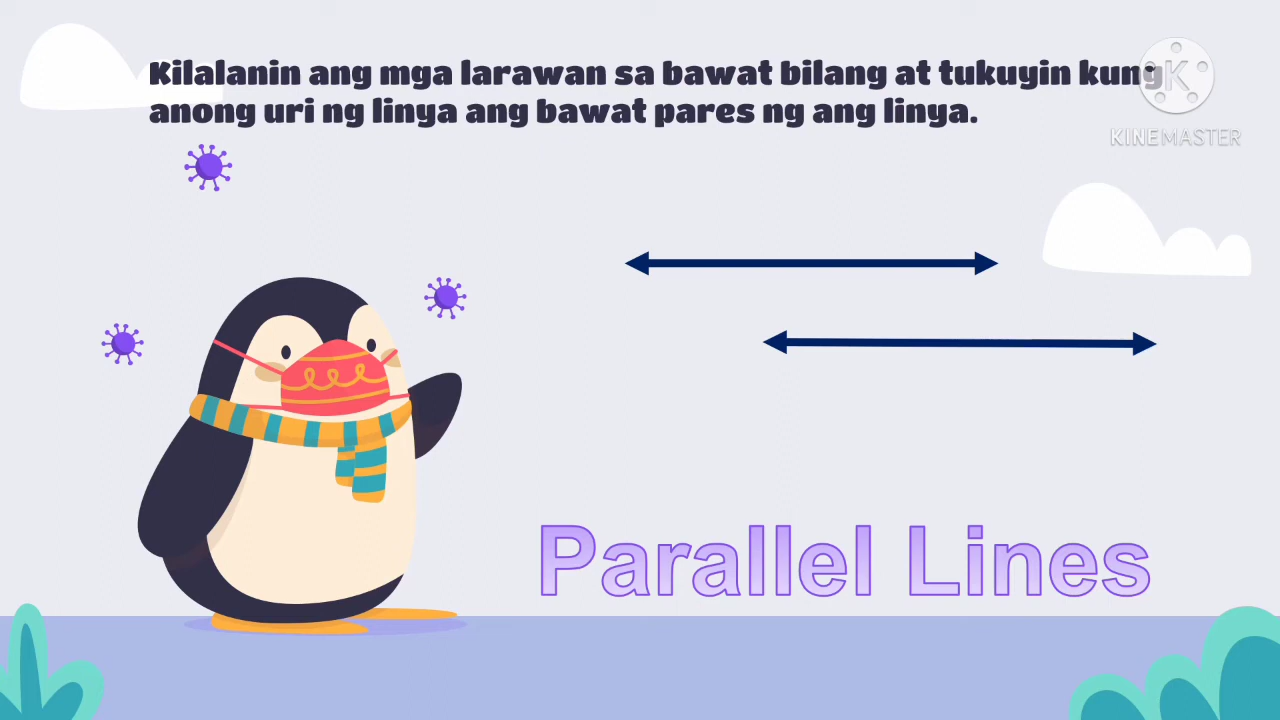 Kilalanin ang mga larawan sa bawat bilang at tukuyin kung
anong uri ng linya ang bawat pares ng ang linya.
KINEMASTER
Parallel Lines